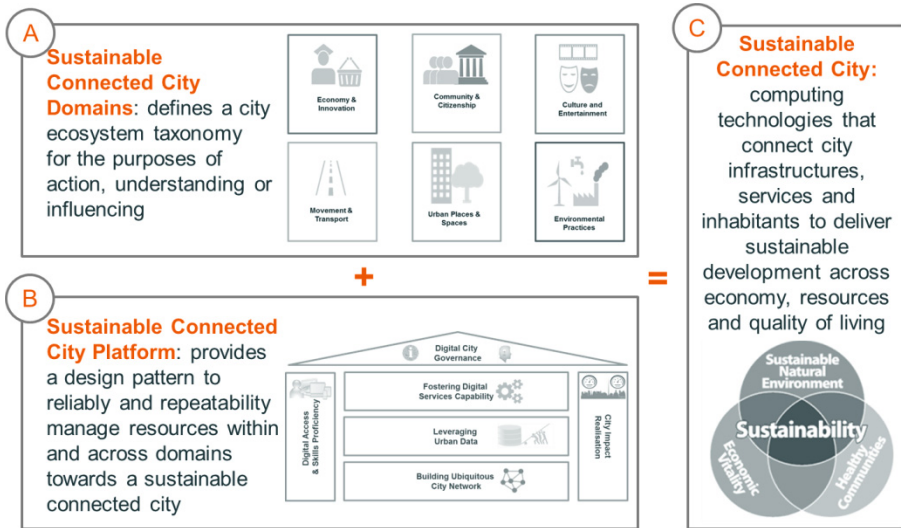 A
Sustainable
Connected City
Domains: defines a city
ecosystem taxonomy
for the purposes of
action, understanding or
influencing
Economy &
Innovation
Community &
Citizenship
Culture and
Entertainment
Movement &
Transport
Urban Places &
Spaces
Environmental
Practices
+
B
Sustainable Connected
City Platform: provides
a design pattern to
reliably and repeatability
manage resources within
and across domains
towards a sustainable
connected city
Digital City
Governance
Digital Access
& Skills Proficiency
Fostering Digital
Services Capability
Leveraging
Urban Data
Building Ubiquitous
City Network
City Impact
Realisation
=
C
Sustainable
Connected City:
computing
technologies that
connect city
infrastructures,
services and
inhabitants to deliver
sustainable
development across
economy, resources
and quality of living
Sustainable
Natural
Environment
Sustainability
Economic
Vitality
Healthy
Communities